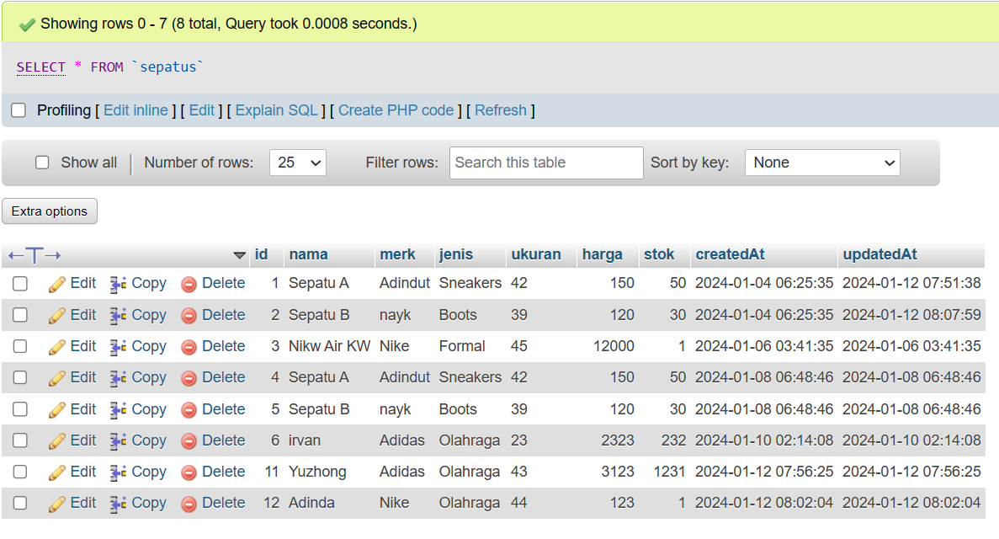 Showing rows 0 - 7 (8 total, Query took 0.0008 seconds.)
SELECT * FROM `sepatus`
Profiling [ Edit inline ] [ Edit ] [ Explain SQL ] [ Create PHP code ] [ Refresh ]
Show all | Number of rows: 25 Filter rows: Search this table Sort by key: None
Extra options
←T→ id nama merk jenis ukuran harga stok createdAt updatedAt
Edit Copy Delete 1 Sepatu A Adindut Sneakers 42 150 50 2024-01-04 06:25:35 2024-01-12 07:51:38
Edit Copy Delete 2 Sepatu B nayk Boots 39 120 30 2024-01-04 06:25:35 2024-01-12 08:07:59
Edit Copy Delete 3 Nikw Air KW Nike Formal 45 12000 1 2024-01-06 03:41:35 2024-01-06 03:41:35
Edit Copy Delete 4 Sepatu A Adindut Sneakers 42 150 50 2024-01-08 06:48:46 2024-01-08 06:48:46
Edit Copy Delete 5 Sepatu B nayk Boots 39 120 30 2024-01-08 06:48:46 2024-01-08 06:48:46
Edit Copy Delete 6 irvan Adidas Olahraga 23 2323 232 2024-01-10 02:14:08 2024-01-10 02:14:08
Edit Copy Delete 11 Yuzhong Adidas Olahraga 43 3123 1231 2024-01-12 07:56:25 2024-01-12 07:56:25
Edit Copy Delete 12 Adinda Nike Olahraga 44 123 1 2024-01-12 08:02:04 2024-01-12 08:02:04